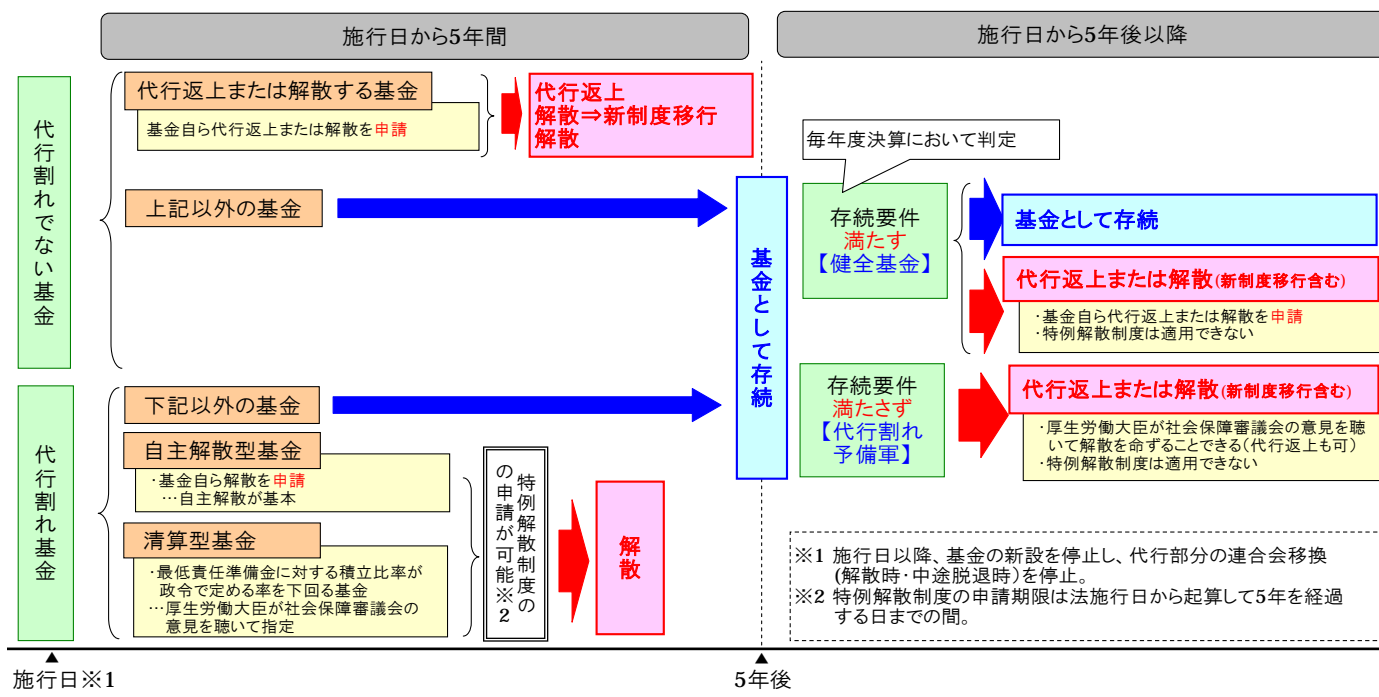 施行日から5年間
施行日から5年後以降
代行割れでない基金
代行返上または解散する基金
基金自ら代行返上または解散を申請
代行返上
解散⇒新制度移行
解散
上記以外の基金
基金として存続
毎年度決算において判定
存続要件
満たす
【健全基金】
基金として存続
代行返上または解散(新制度移行含む)
・基金自ら代行返上または解散を申請
・特例解散制度は適用できない
代行割れ基金
下記以外の基金
自主解散型基金
・基金自ら解散を申請
…自主解散が基本
清算型基金
・最低責任準備金に対する積立比率が
政令で定める率を下回る基金
…厚生労働大臣が社会保障審議会の
意見を聴いて指定
特例解散制度の
の申請が可能※2
解散
存続要件
満たさず
【代行割れ
予備軍】
代行返上または解散(新制度移行含む)
・厚生労働大臣が社会保障審議会の意見を聴
いて解散を命ずることできる(代行返上も可)
・特例解散制度は適用できない
※1 施行日以降、基金の新設を停止し、代行部分の連合会移換
(解散時・中途脱退時)を停止。
※2 特例解散制度の申請期限は法施行日から起算して5年を経過
する日までの間。
施行日※1
5年後